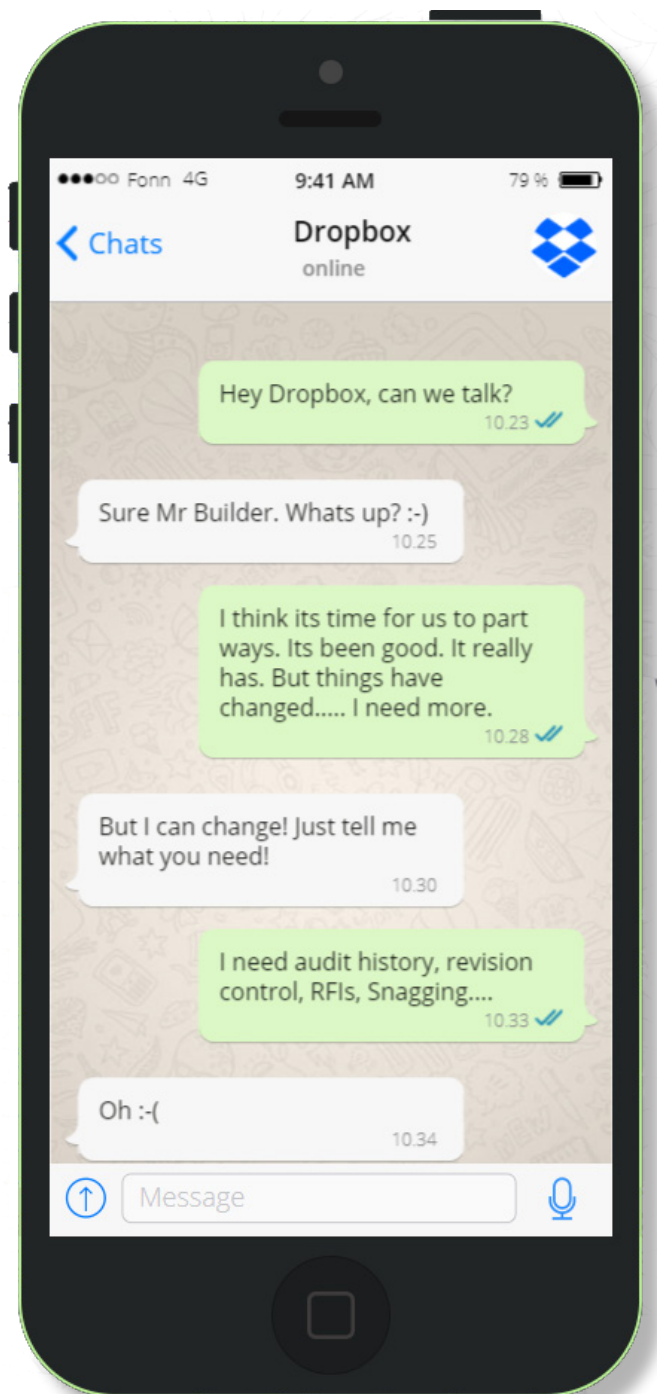 Fonn 4G 9:41 AM 79 %
Chats Dropbox
online
Hey Dropbox, can we talk?
10.23
Sure Mr Builder. Whats up? :-)
10.25
I think its time for us to part
ways. Its been good. It really
has. But things have
changed..... I need more.
10.28
But I can change! Just tell me
what you need!
10.30
I need audit history, revision
control, RFIs, Snagging....
10.33
Oh :-(
10.34
Message